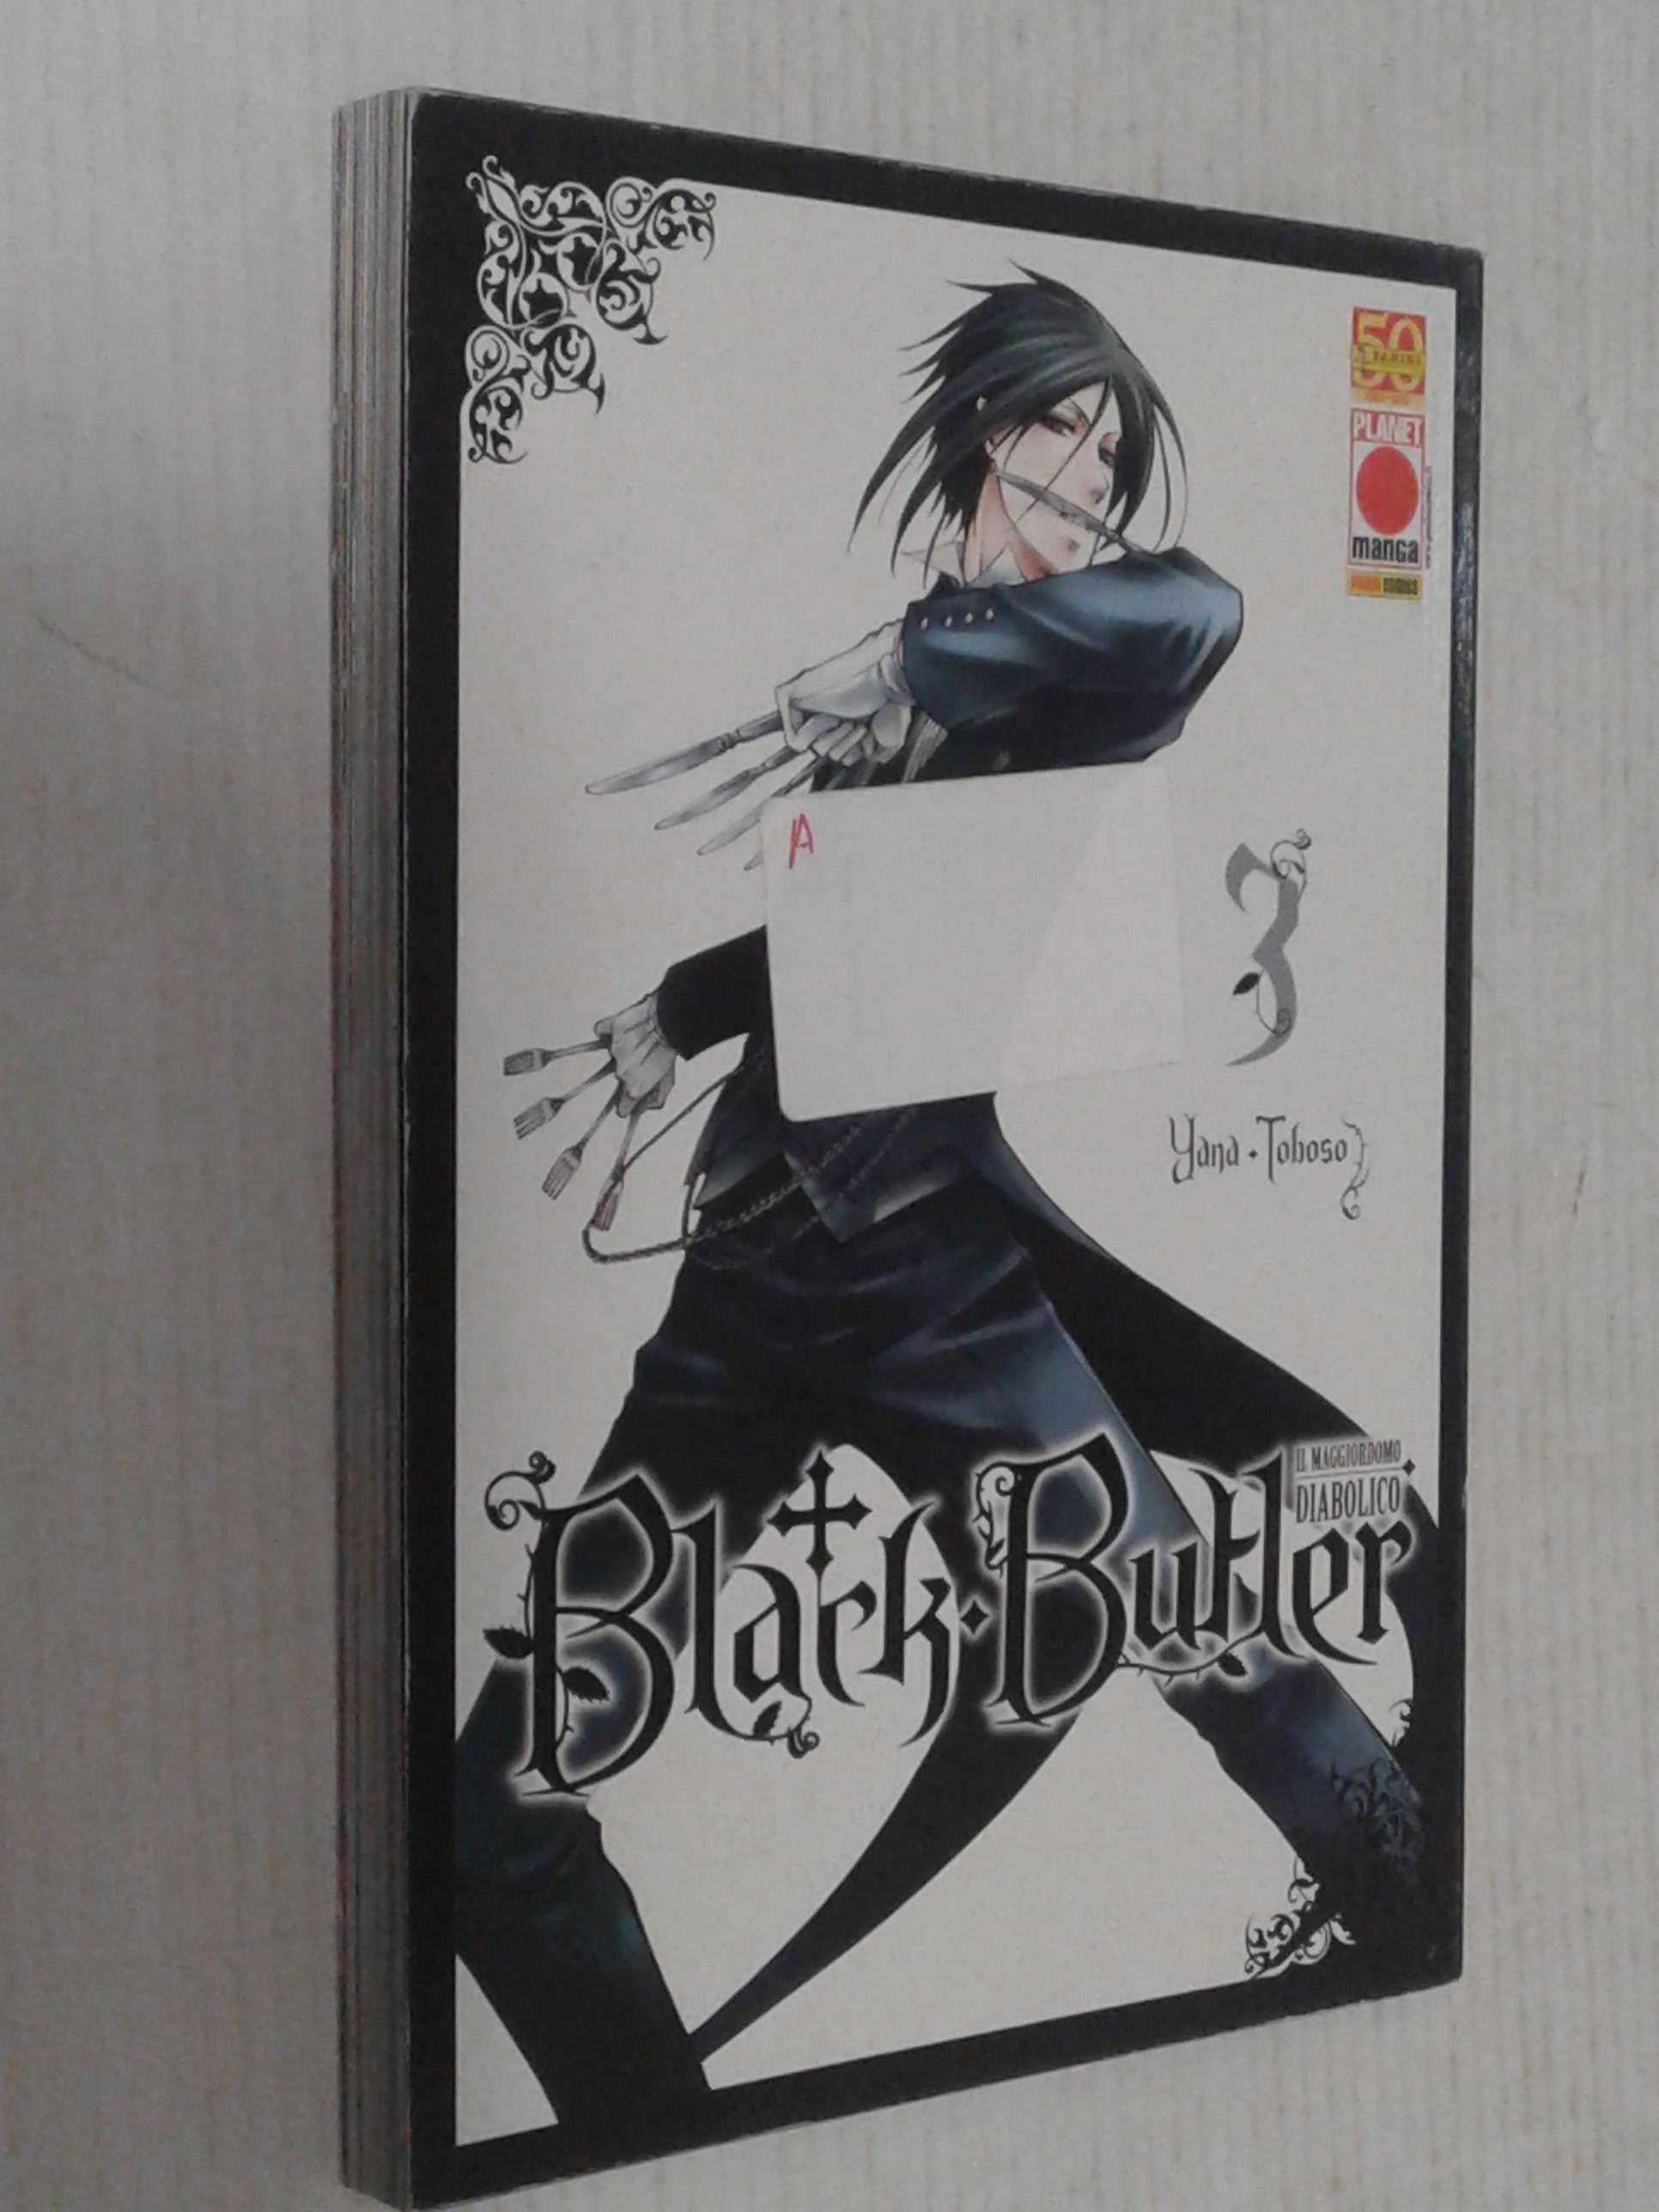 50
PANINI
PLANET
manga
PANINI COMICS
A
3
Yana · Toboso
IL MAGGIORDOMO
DIABOLICO
Black · Butler